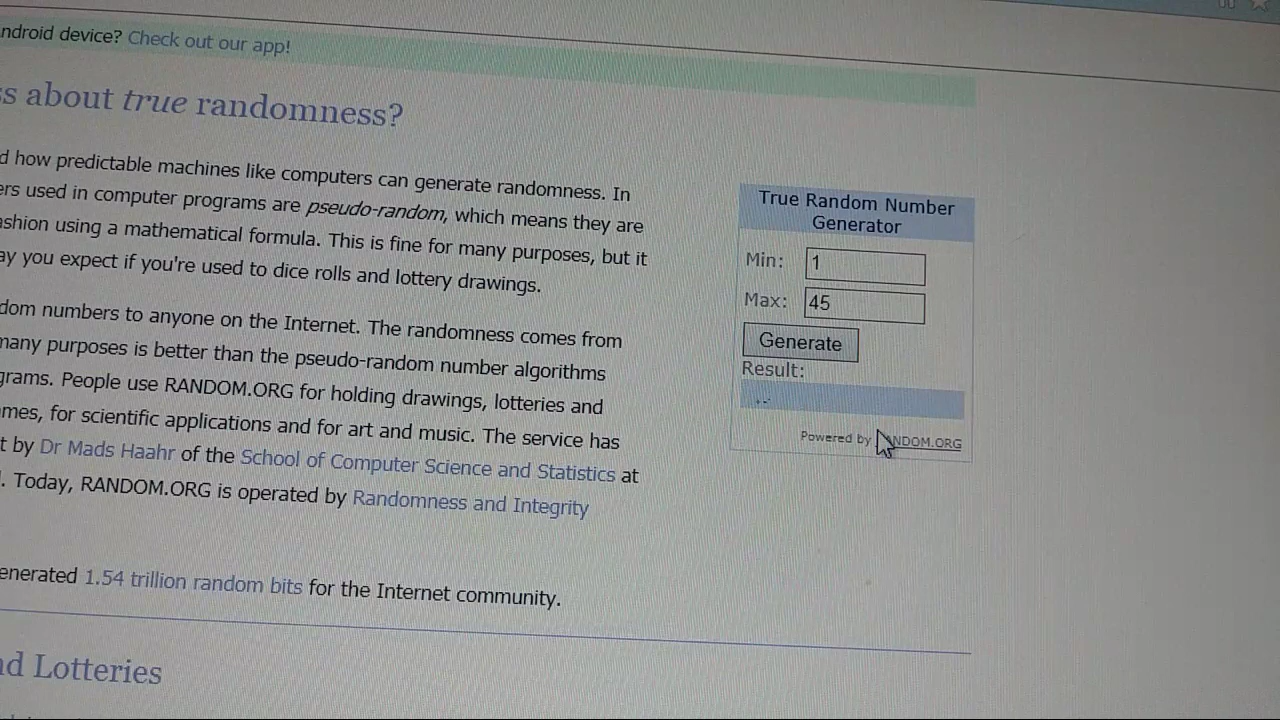 ndroid device? Check out our app!
ss about true randomness?
d how predictable machines like computers can generate randomness. In
ers used in computer programs are pseudo-random, which means they are
ashion using a mathematical formula. This is fine for many purposes, but it
ay you expect if you're used to dice rolls and lottery drawings.
dom numbers to anyone on the Internet. The randomness comes from
many purposes is better than the pseudo-random number algorithms
grams. People use RANDOM.ORG for holding drawings, lotteries and
mes, for scientific applications and for art and music. The service has
t by Dr Mads Haahr of the School of Computer Science and Statistics at
. Today, RANDOM.ORG is operated by Randomness and Integrity
enerated 1.54 trillion random bits for the Internet community.
nd Lotteries
True Random Number
Generator
Min: 1
Max: 45
Generate
Result:
Powered by RANDOM.ORG